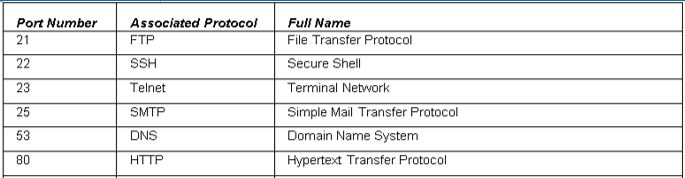 Port Number Associated Protocol Full Name
21 FTP File Transfer Protocol
22 SSH Secure Shell
23 Telnet Terminal Network
25 SMTP Simple Mail Transfer Protocol
53 DNS Domain Name System
80 HTTP Hypertext Transfer Protocol